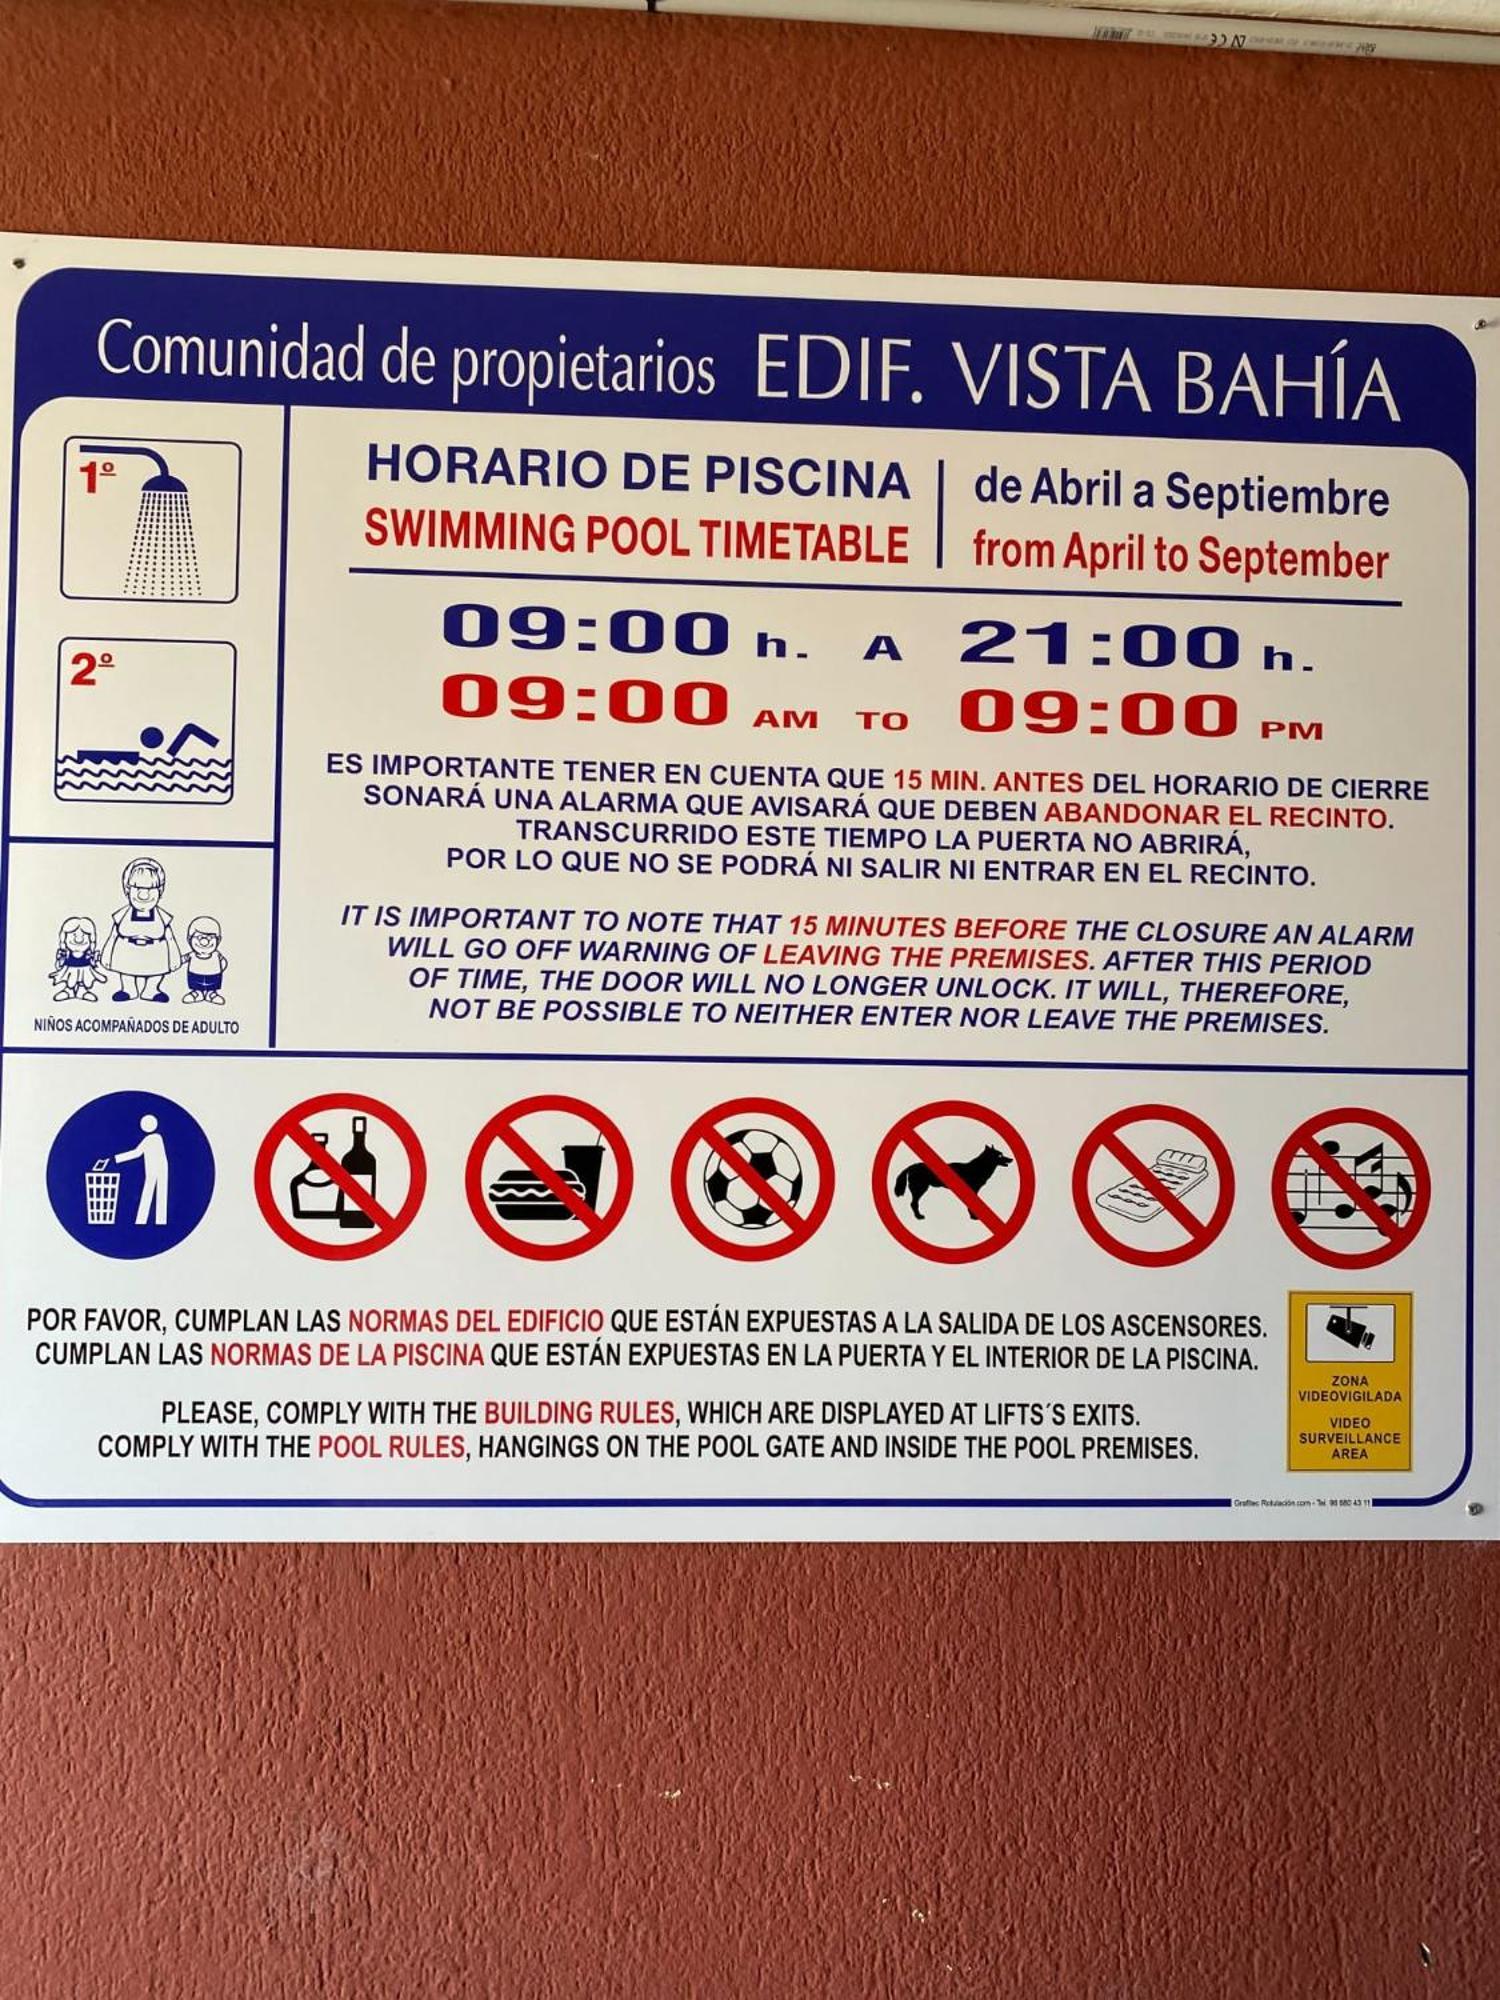 Comunidad de propietarios EDIF. VISTA BAHÍA
1º
2º
NIÑOS ACOMPAÑADOS DE ADULTO
HORARIO DE PISCINA
SWIMMING POOL TIMETABLE
de Abril a Septiembre
from April to September
09:00 h. A 21:00 h.
09:00 AM TO 09:00 PM
ES IMPORTANTE TENER EN CUENTA QUE 15 MIN. ANTES DEL HORARIO DE CIERRE
SONARÁ UNA ALARMA QUE AVISARÁ QUE DEBEN ABANDONAR EL RECINTO.
TRANSCURRIDO ESTE TIEMPO LA PUERTA NO ABRIRÁ,
POR LO QUE NO SE PODRÁ NI SALIR NI ENTRAR EN EL RECINTO.
IT IS IMPORTANT TO NOTE THAT 15 MINUTES BEFORE THE CLOSURE AN ALARM
WILL GO OFF WARNING OF LEAVING THE PREMISES. AFTER THIS PERIOD
OF TIME, THE DOOR WILL NO LONGER UNLOCK. IT WILL, THEREFORE,
NOT BE POSSIBLE TO NEITHER ENTER NOR LEAVE THE PREMISES.
POR FAVOR, CUMPLAN LAS NORMAS DEL EDIFICIO QUE ESTÁN EXPUESTAS A LA SALIDA DE LOS ASCENSORES.
CUMPLAN LAS NORMAS DE LA PISCINA QUE ESTÁN EXPUESTAS EN LA PUERTA Y EL INTERIOR DE LA PISCINA.
PLEASE, COMPLY WITH THE BUILDING RULES, WHICH ARE DISPLAYED AT LIFTS´S EXITS.
COMPLY WITH THE POOL RULES, HANGINGS ON THE POOL GATE AND INSIDE THE POOL PREMISES.
ZONA
VIDEOVIGILADA
VIDEO
SURVEILLANCE
AREA
Grafitec Rotulación.com - Tel. 96 680 43 11